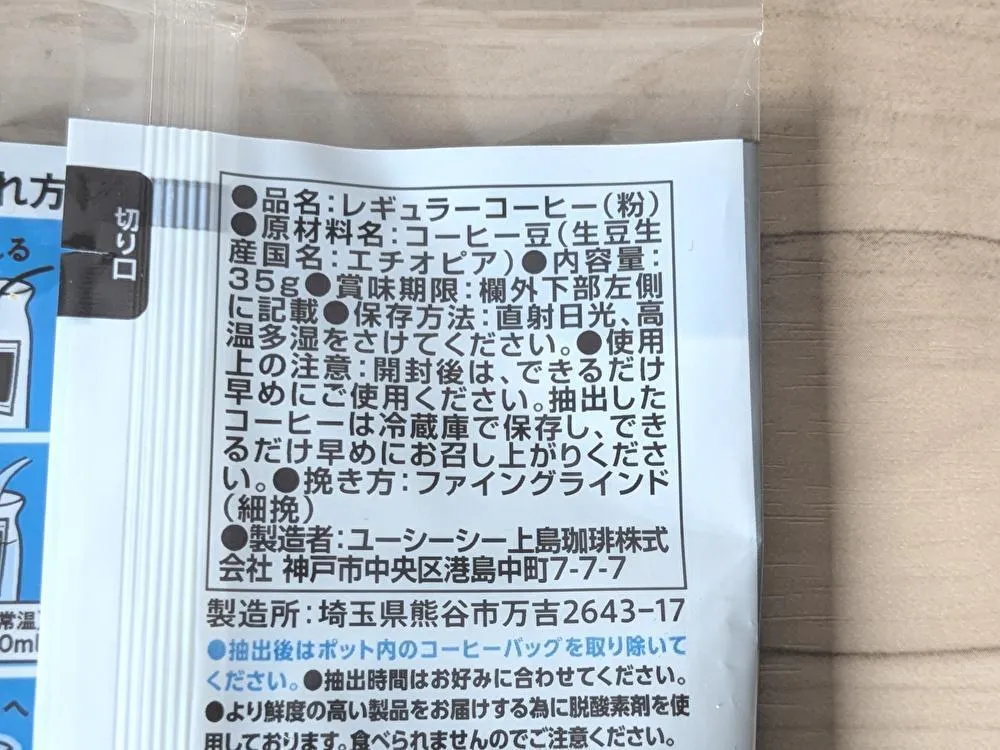 れ方
切り口
る
●品名:レギュラーコーヒー(粉)
●原材料名:コーヒー豆(生豆生
産国名:エチオピア)●内容量:
35g●賞味期限:欄外下部左側
に記載●保存方法:直射日光、高
温多湿をさけてください。●使用
上の注意:開封後は、できるだけ
早めにご使用ください。抽出した
コーヒーは冷蔵庫で保存し、でき
るだけ早めにお召し上がりくださ
い。●挽き方:ファイングラインド
(細挽)
●製造者:ユーシーシー上島珈琲株式
会社 神戸市中央区港島中町7-7-7
製造所:埼玉県熊谷市万吉2643-17
常温
0ml
●抽出後はポット内のコーヒーバッグを取り除いて
ください。●抽出時間はお好みに合わせてください。
へ
●より鮮度の高い製品をお届けする為に脱酸素剤を使
用しております。食べられませんのでご注意ください。